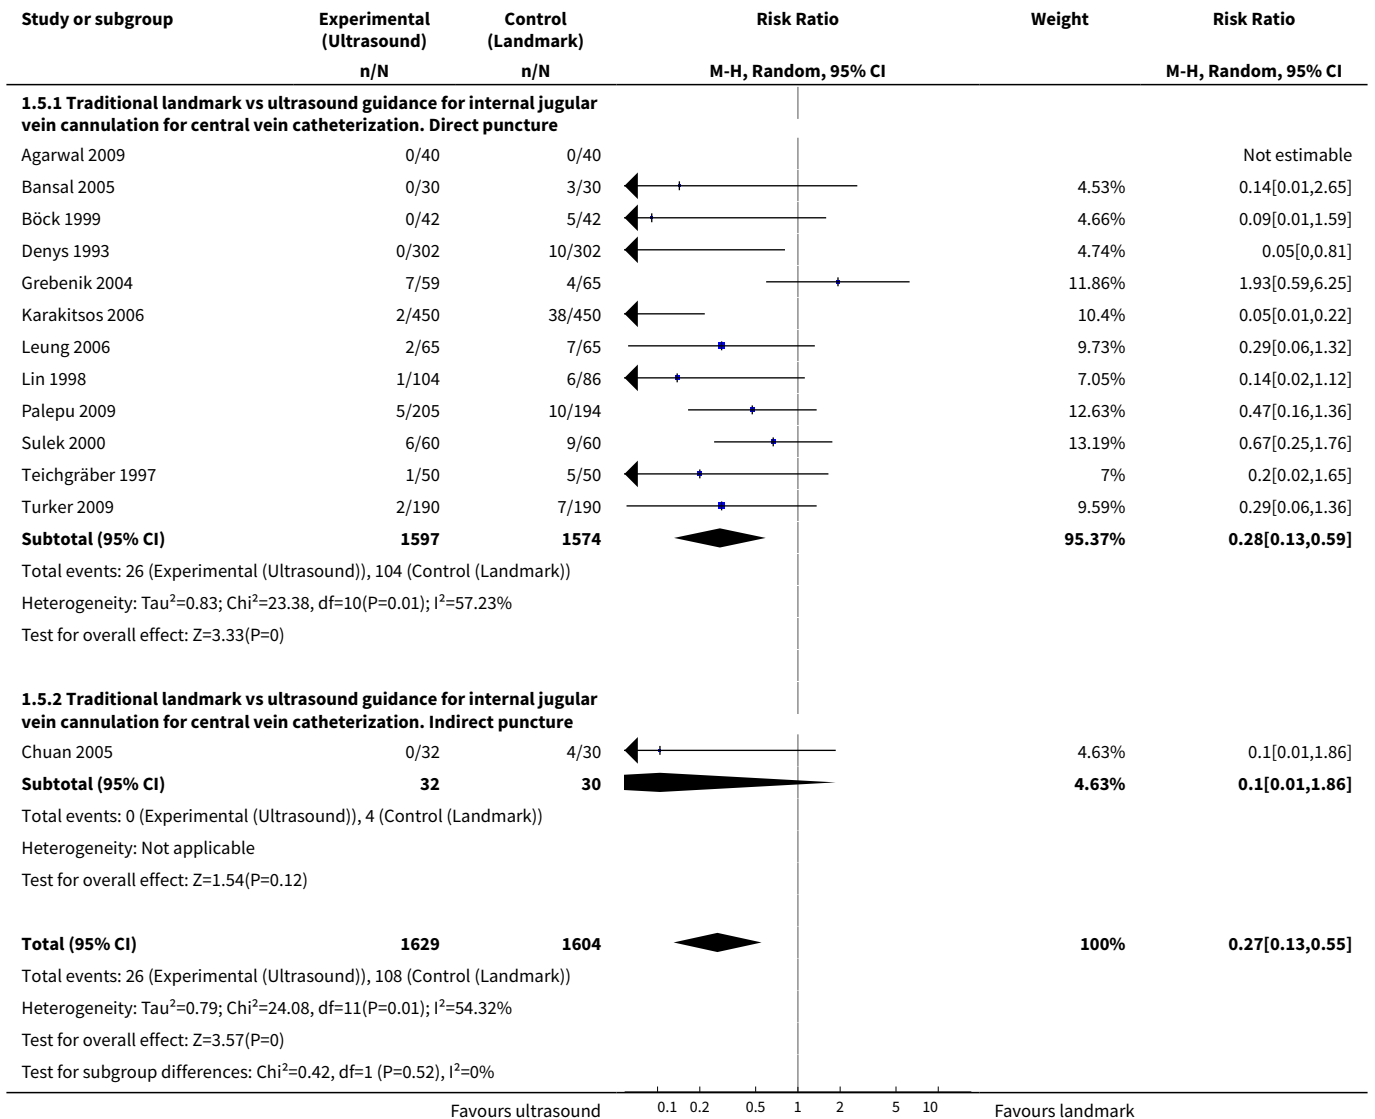 Study or subgroup Experimental (Ultrasound) Control (Landmark) Risk Ratio Weight Risk Ratio
n/N n/N M-H, Random, 95% CI M-H, Random, 95% CI
1.5.1 Traditional landmark vs ultrasound guidance for internal jugular
vein cannulation for central vein catheterization. Direct puncture
Agarwal 2009 0/40 0/40 Not estimable
Bansal 2005 0/30 3/30 4.53% 0.14[0.01,2.65]
Böck 1999 0/42 5/42 4.66% 0.09[0.01,1.59]
Denys 1993 0/302 10/302 4.74% 0.05[0,0.81]
Grebenik 2004 7/59 4/65 11.86% 1.93[0.59,6.25]
Karakitsos 2006 2/450 38/450 10.4% 0.05[0.01,0.22]
Leung 2006 2/65 7/65 9.73% 0.29[0.06,1.32]
Lin 1998 1/104 6/86 7.05% 0.14[0.02,1.12]
Palepu 2009 5/205 10/194 12.63% 0.47[0.16,1.36]
Sulek 2000 6/60 9/60 13.19% 0.67[0.25,1.76]
Teichgräber 1997 1/50 5/50 7% 0.2[0.02,1.65]
Turker 2009 2/190 7/190 9.59% 0.29[0.06,1.36]
Subtotal (95% CI) 1597 1574 95.37% 0.28[0.13,0.59]
Total events: 26 (Experimental (Ultrasound)), 104 (Control (Landmark))
Heterogeneity: Tau²=0.83; Chi²=23.38, df=10(P=0.01); I²=57.23%
Test for overall effect: Z=3.33(P=0)
1.5.2 Traditional landmark vs ultrasound guidance for internal jugular
vein cannulation for central vein catheterization. Indirect puncture
Chuan 2005 0/32 4/30 4.63% 0.1[0.01,1.86]
Subtotal (95% CI) 32 30 4.63% 0.1[0.01,1.86]
Total events: 0 (Experimental (Ultrasound)), 4 (Control (Landmark))
Heterogeneity: Not applicable
Test for overall effect: Z=1.54(P=0.12)
Total (95% CI) 1629 1604 100% 0.27[0.13,0.55]
Total events: 26 (Experimental (Ultrasound)), 108 (Control (Landmark))
Heterogeneity: Tau²=0.79; Chi²=24.08, df=11(P=0.01); I²=54.32%
Test for overall effect: Z=3.57(P=0)
Test for subgroup differences: Chi²=0.42, df=1 (P=0.52), I²=0%
Favours ultrasound 0.1 0.2 0.5 1 2 5 10 Favours landmark